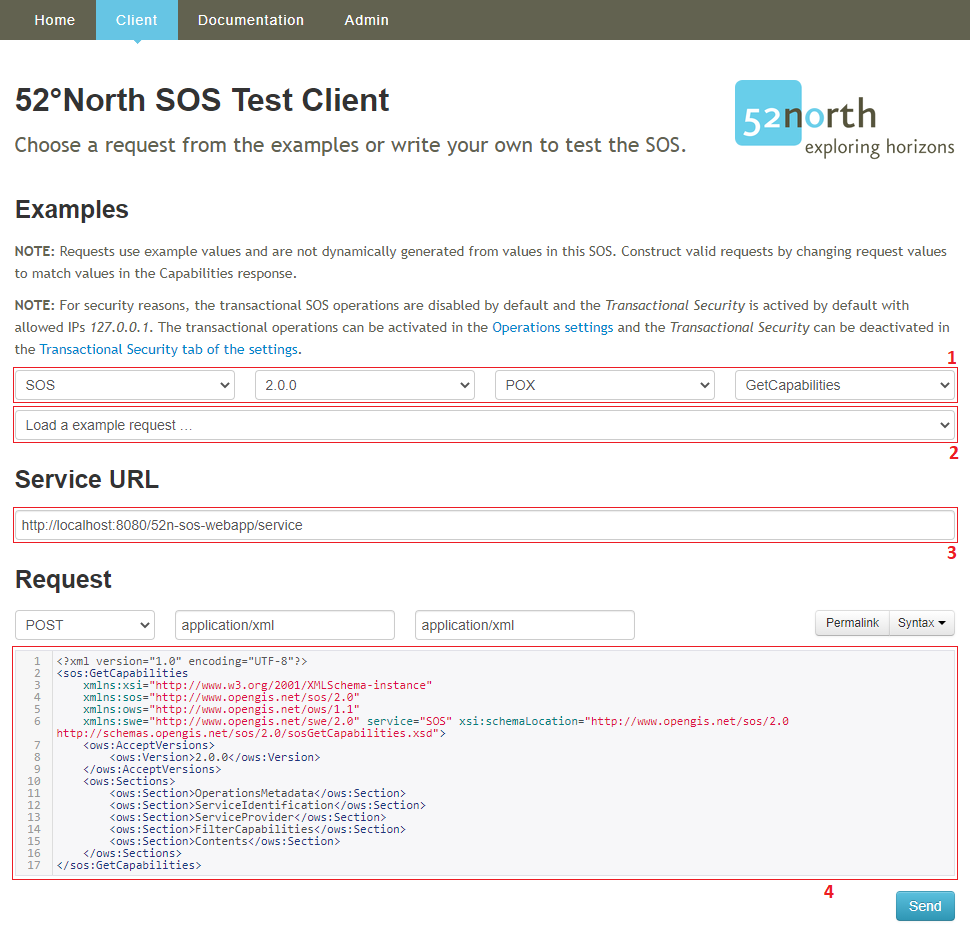 Home Client Documentation Admin
52°North SOS Test Client
Choose a request from the examples or write your own to test the SOS.
52north
exploring horizons
Examples
NOTE: Requests use example values and are not dynamically generated from values in this SOS. Construct valid requests by changing request values
to match values in the Capabilities response.
NOTE: For security reasons, the transactional SOS operations are disabled by default and the Transactional Security is actived by default with
allowed IPs 127.0.0.1. The transactional operations can be activated in the Operations settings and the Transactional Security can be deactivated in
the Transactional Security tab of the settings.
1
SOS 2.0.0 POX GetCapabilities
Load a example request ...
2
Service URL
http://localhost:8080/52n-sos-webapp/service
3
Request
POST application/xml application/xml Permalink Syntax
1 <?xml version="1.0" encoding="UTF-8"?>
2 <sos:GetCapabilities
3 xmlns:xsi="http://www.w3.org/2001/XMLSchema-instance"
4 xmlns:sos="http://www.opengis.net/sos/2.0"
5 xmlns:ows="http://www.opengis.net/ows/1.1"
6 xmlns:swe="http://www.opengis.net/swe/2.0" service="SOS" xsi:schemaLocation="http://www.opengis.net/sos/2.0
http://schemas.opengis.net/sos/2.0/sosGetCapabilities.xsd">
7 <ows:AcceptVersions>
8 <ows:Version>2.0.0</ows:Version>
9 </ows:AcceptVersions>
10 <ows:Sections>
11 <ows:Section>OperationsMetadata</ows:Section>
12 <ows:Section>ServiceIdentification</ows:Section>
13 <ows:Section>ServiceProvider</ows:Section>
14 <ows:Section>FilterCapabilities</ows:Section>
15 <ows:Section>Contents</ows:Section>
16 </ows:Sections>
17 </sos:GetCapabilities>
4
Send